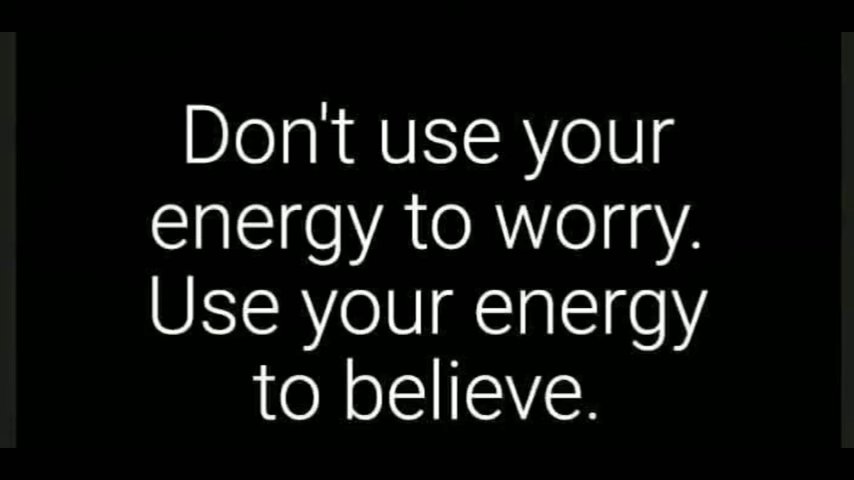 Don't use your
energy to worry.
Use your energy
to believe.